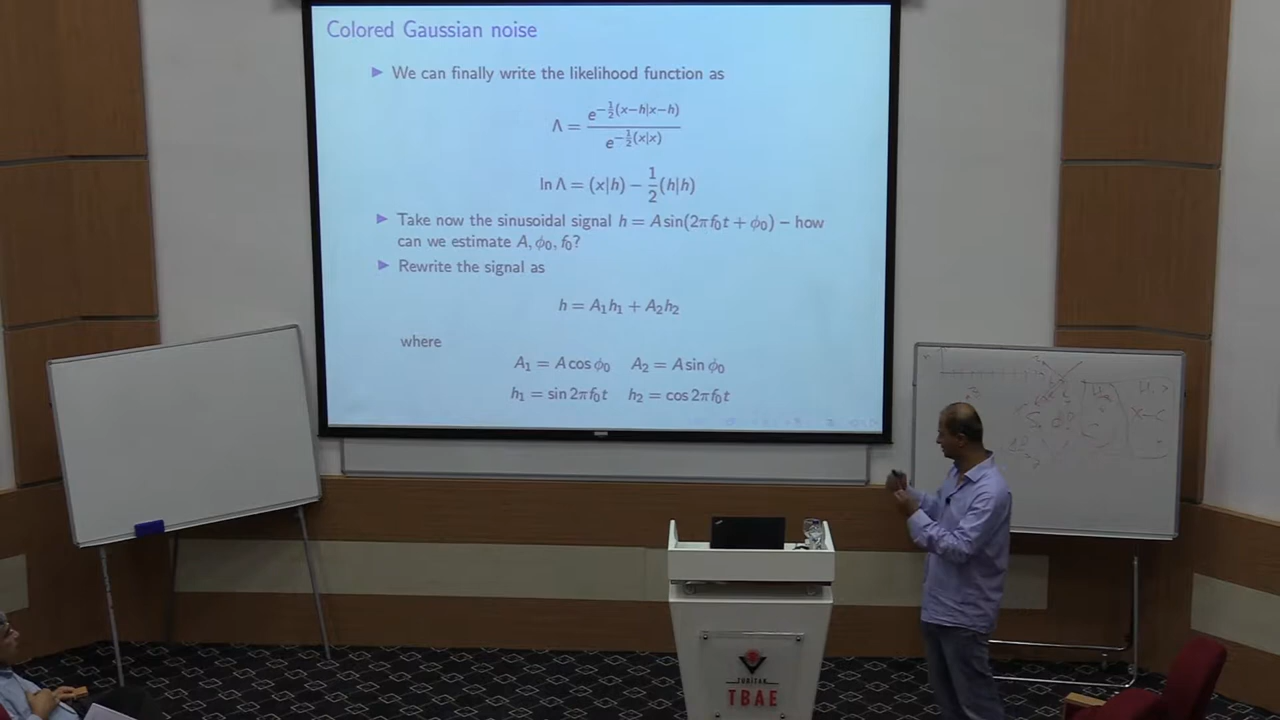 Colored Gaussian noise
▶ We can finally write the likelihood function as
Λ = e^{-½(x−h|x−h)} / e^{-½(x|x)}
ln Λ = (x|h) − ½(h|h)
▶ Take now the sinusoidal signal h = A sin(2πf₀t + ϕ₀) – how
can we estimate A, ϕ₀, f₀?
▶ Rewrite the signal as
h = A₁h₁ + A₂h₂
where
A₁ = A cos ϕ₀ A₂ = A sin ϕ₀
h₁ = sin 2πf₀t h₂ = cos 2πf₀t
TÜBİTAK
TBAE